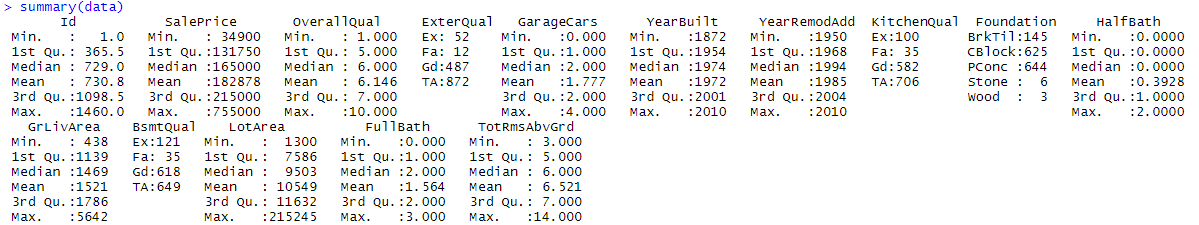 > summary(data)
Id SalePrice OverallQual ExterQual GarageCars YearBuilt YearRemodAdd KitchenQual Foundation HalfBath
Min. : 1.0 Min. : 34900 Min. : 1.000 Ex: 52 Min. :0.000 Min. :1872 Min. :1950 Ex:100 BrkTil:145 Min. :0.0000
1st Qu.: 365.5 1st Qu.:131750 1st Qu.: 5.000 Fa: 12 1st Qu.:1.000 1st Qu.:1954 1st Qu.:1968 Fa: 35 CBlock:625 1st Qu.:0.0000
Median : 729.0 Median :165000 Median : 6.000 Gd:487 Median :2.000 Median :1974 Median :1994 Gd:582 PConc :644 Median :0.0000
Mean : 730.8 Mean :182878 Mean : 6.146 TA:872 Mean :1.777 Mean :1972 Mean :1985 TA:706 Stone : 6 Mean :0.3928
3rd Qu.:1098.5 3rd Qu.:215000 3rd Qu.: 7.000 3rd Qu.:2.000 3rd Qu.:2001 3rd Qu.:2004 Wood : 3 3rd Qu.:1.0000
Max. :1460.0 Max. :755000 Max. :10.000 Max. :4.000 Max. :2010 Max. :2010 Max. :2.0000
GrLivArea BsmtQual LotArea FullBath TotRmsAbvGrd
Min. : 438 Ex:121 Min. : 1300 Min. :0.000 Min. : 3.000
1st Qu.:1139 Fa: 35 1st Qu.: 7586 1st Qu.:1.000 1st Qu.: 5.000
Median :1469 Gd:618 Median : 9503 Median :2.000 Median : 6.000
Mean :1521 TA:649 Mean : 10549 Mean :1.564 Mean : 6.521
3rd Qu.:1786 3rd Qu.: 11632 3rd Qu.:2.000 3rd Qu.: 7.000
Max. :5642 Max. :215245 Max. :3.000 Max. :14.000